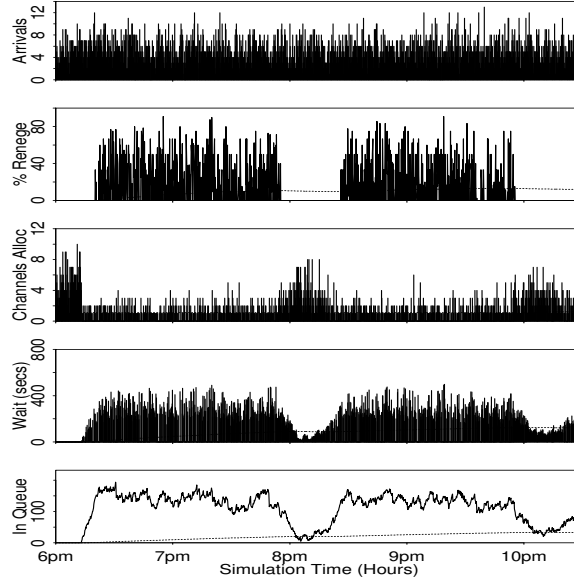 Arrivals
0 4 8 12
% Renege
0 40 80
Channels Alloc
0 4 8 12
Wait (secs)
0 400 800
In Queue
0 100
6pm 7pm 8pm 9pm 10pm
Simulation Time (Hours)